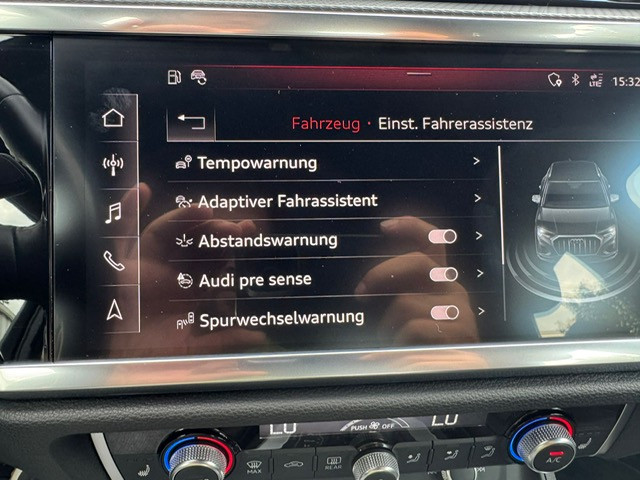 LTE 15:32
Fahrzeug · Einst. Fahrerassistenz
Tempowarnung
Adaptiver Fahrassistent
Abstandswarnung
Audi pre sense
Spurwechselwarnung
LO PUSH OFF LO
MAX REAR A/C